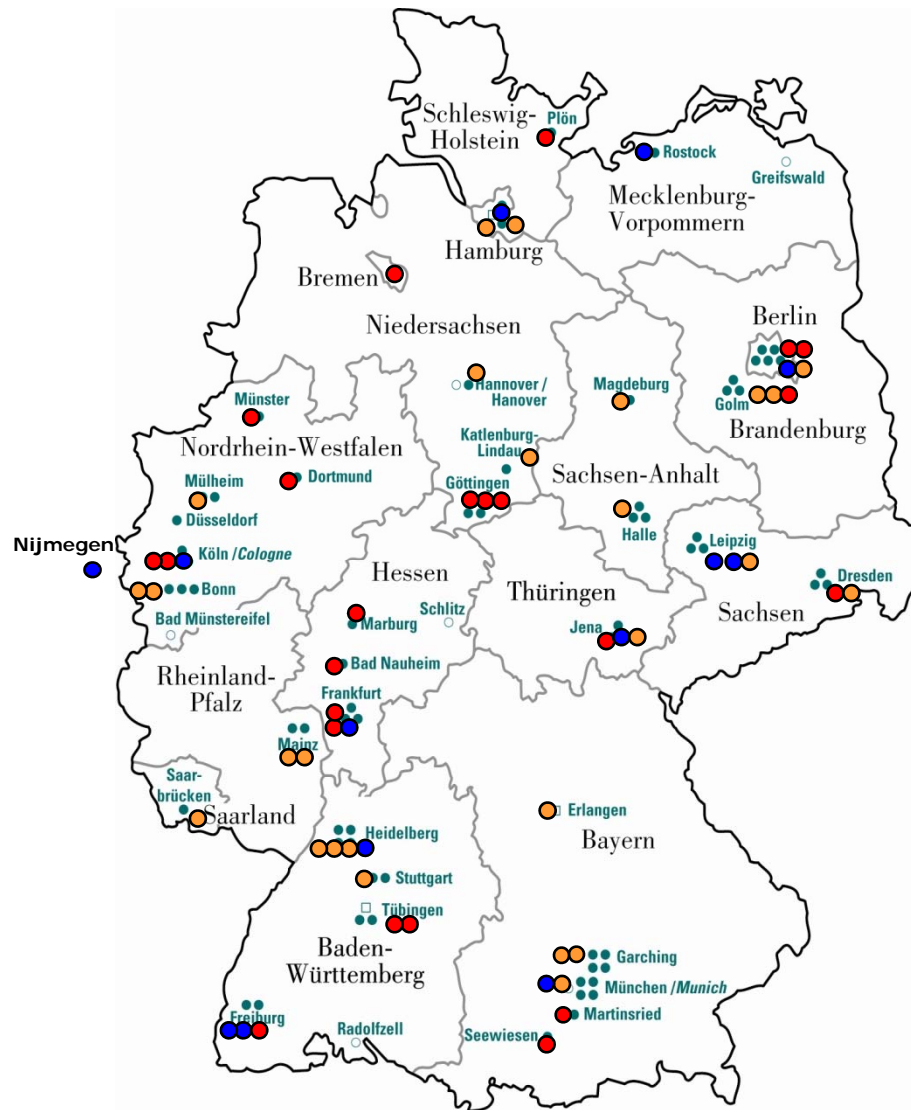 Schleswig-
Holstein
Plön
Rostock
Greifswald
Mecklenburg-
Vorpommern
Hamburg
Bremen
Niedersachsen
Berlin
Hannover /
Hanover
Magdeburg
Golm
Brandenburg
Münster
Nordrhein-Westfalen
Katlenburg-
Lindau
Sachsen-Anhalt
Dortmund
Mülheim
Göttingen
Düsseldorf
Halle
Nijmegen
Köln /Cologne
Leipzig
Hessen
Bonn
Thüringen
Dresden
Sachsen
Bad Münstereifel
Marburg
Schlitz
Jena
Bad Nauheim
Rheinland-
Pfalz
Frankfurt
Mainz
Saar-
brücken
Saarland
Erlangen
Bayern
Heidelberg
Stuttgart
Tübingen
Baden-
Württemberg
Garching
München /Munich
Martinsried
Freiburg
Radolfzell
Seewiesen